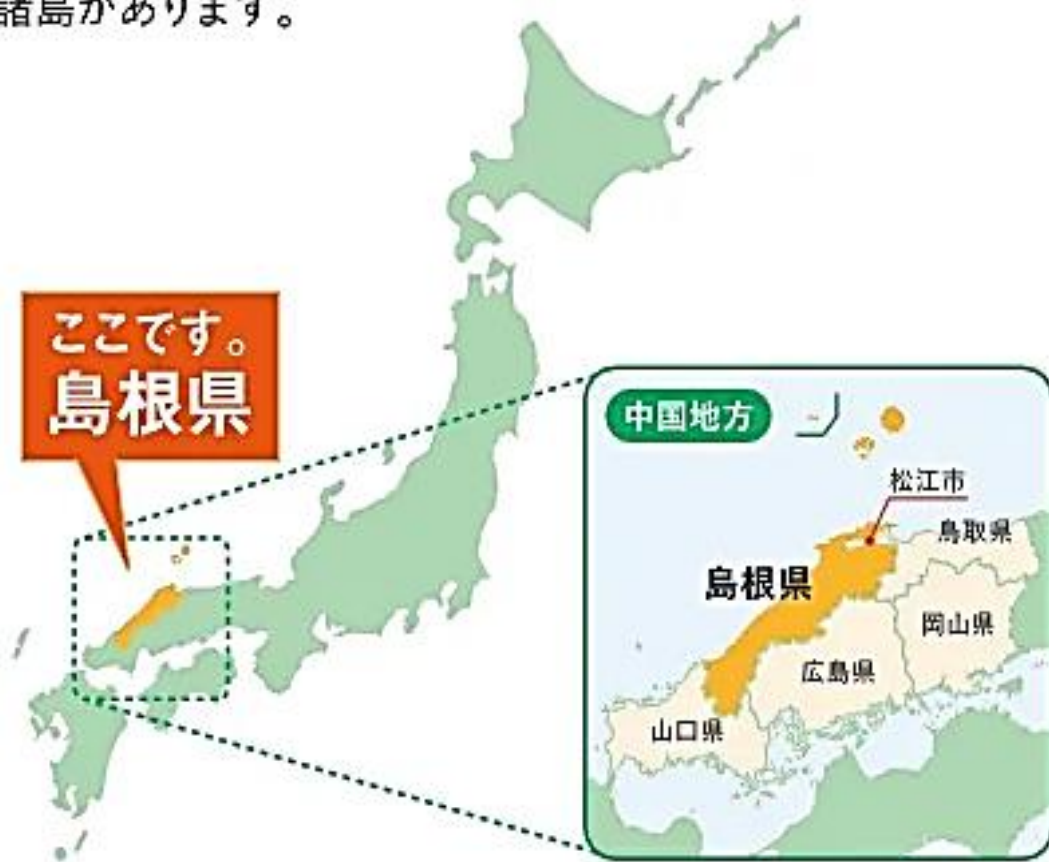 諸島があります。
ここです。
島根県
中国地方
松江市
鳥取県
島根県
岡山県
広島県
山口県